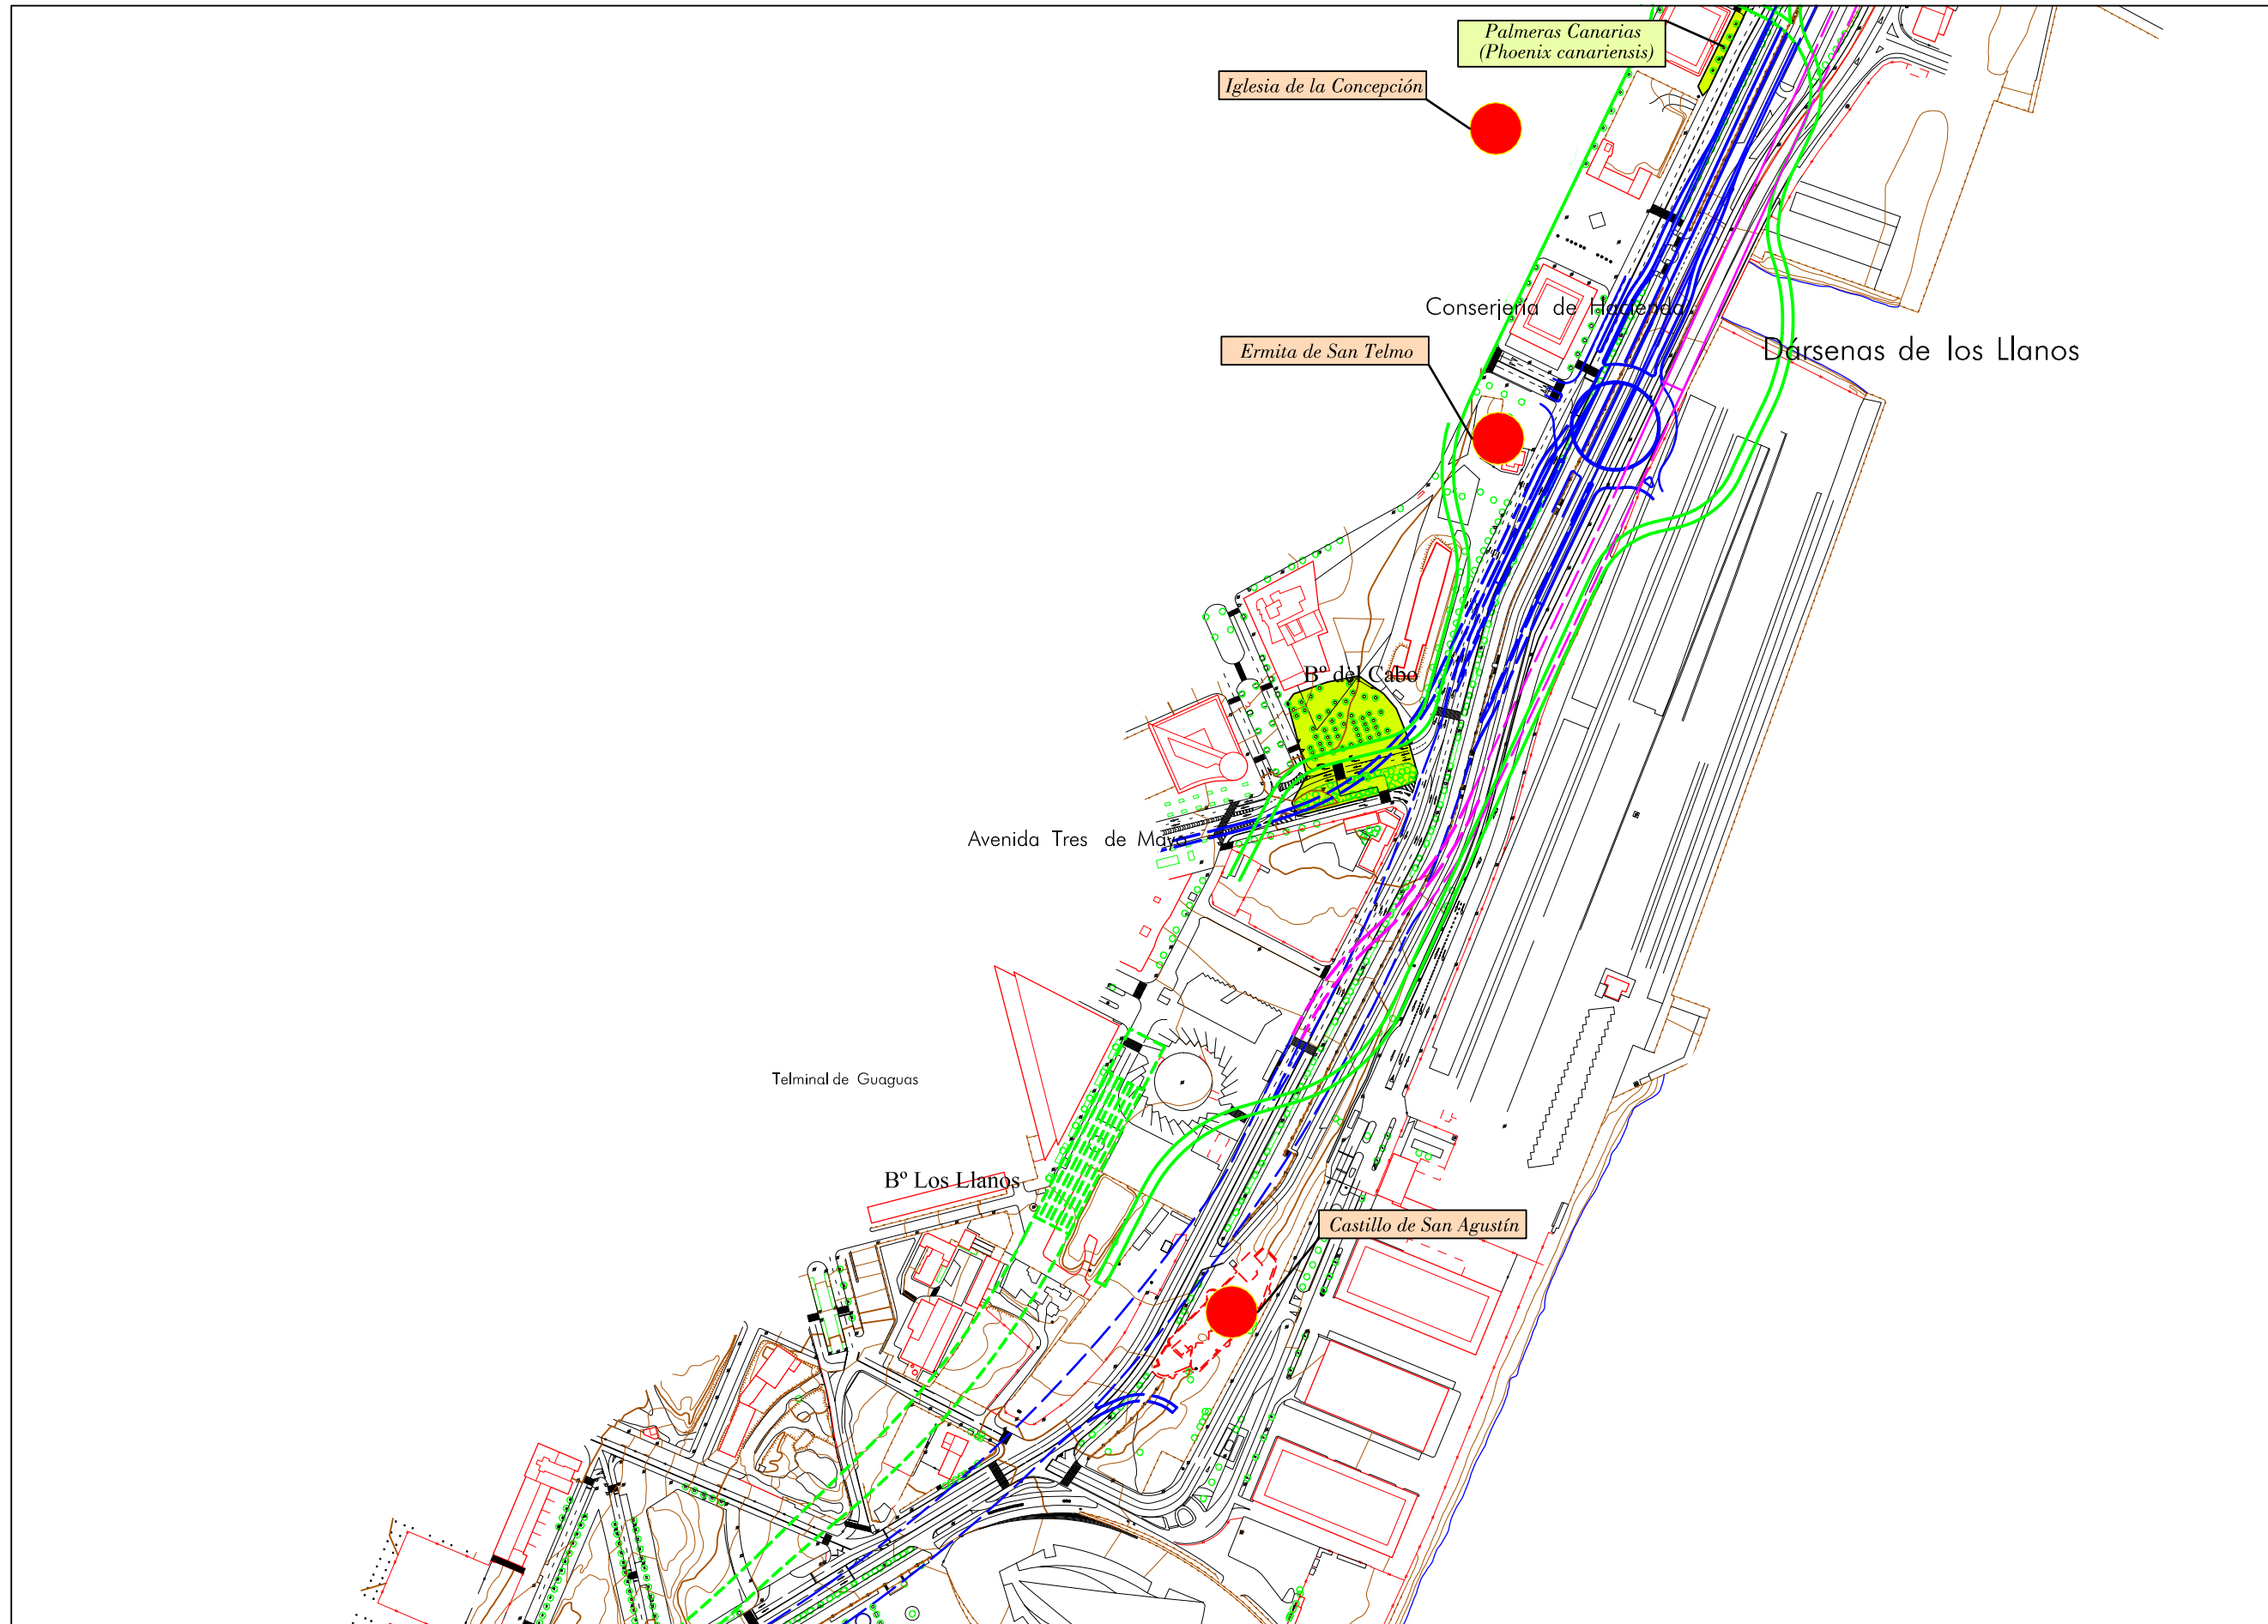 Palmeras Canarias
(Phoenix canariensis)
Iglesia de la Concepción
Conserjería de Hacienda
Ermita de San Telmo
Dársenas de los Llanos
Bº del Cabo
Avenida Tres de Mayo
Telminal de Guaguas
Bº Los Llanos
Castillo de San Agustín